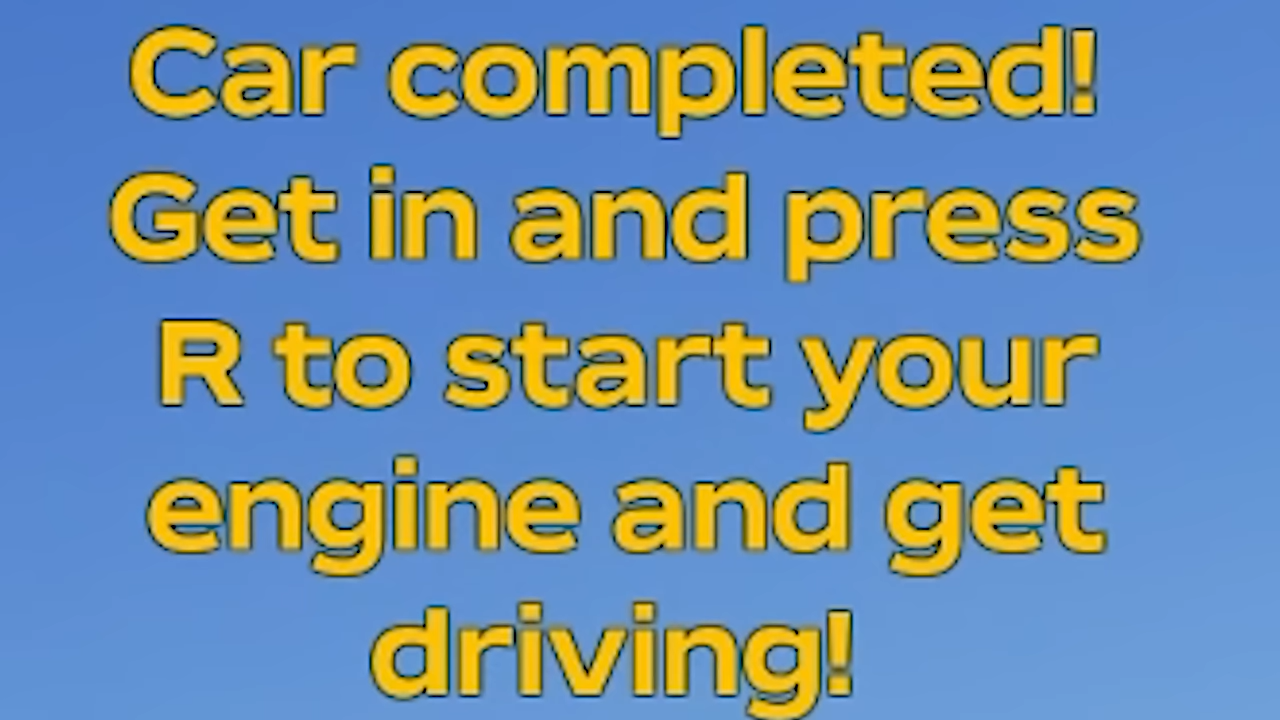 Car completed!
Get in and press
R to start your
engine and get
driving!